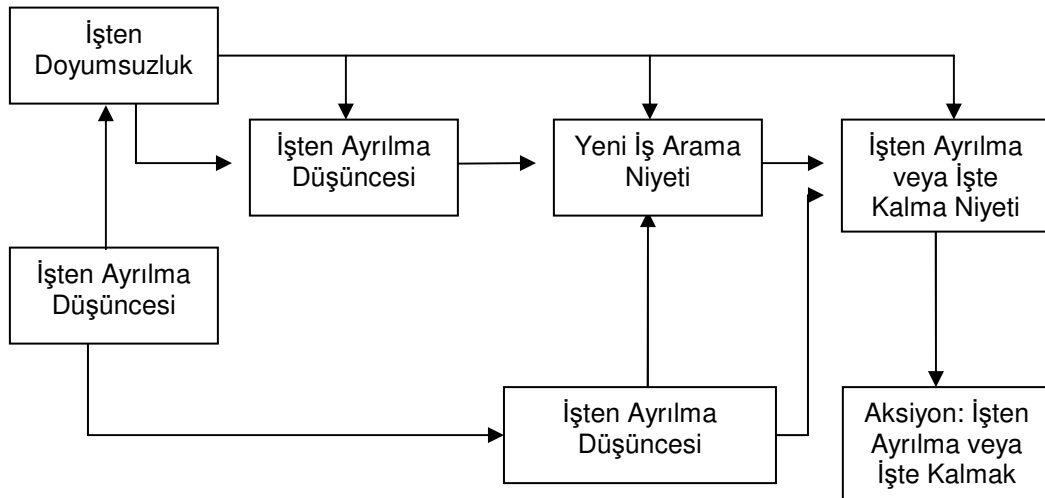 İşten
Doyumsuzluk
İşten Ayrılma
Düşüncesi
Yeni İş Arama
Niyeti
İşten Ayrılma
veya İşte
Kalma Niyeti
İşten Ayrılma
Düşüncesi
İşten Ayrılma
Düşüncesi
Aksiyon: İşten
Ayrılma veya
İşte Kalmak